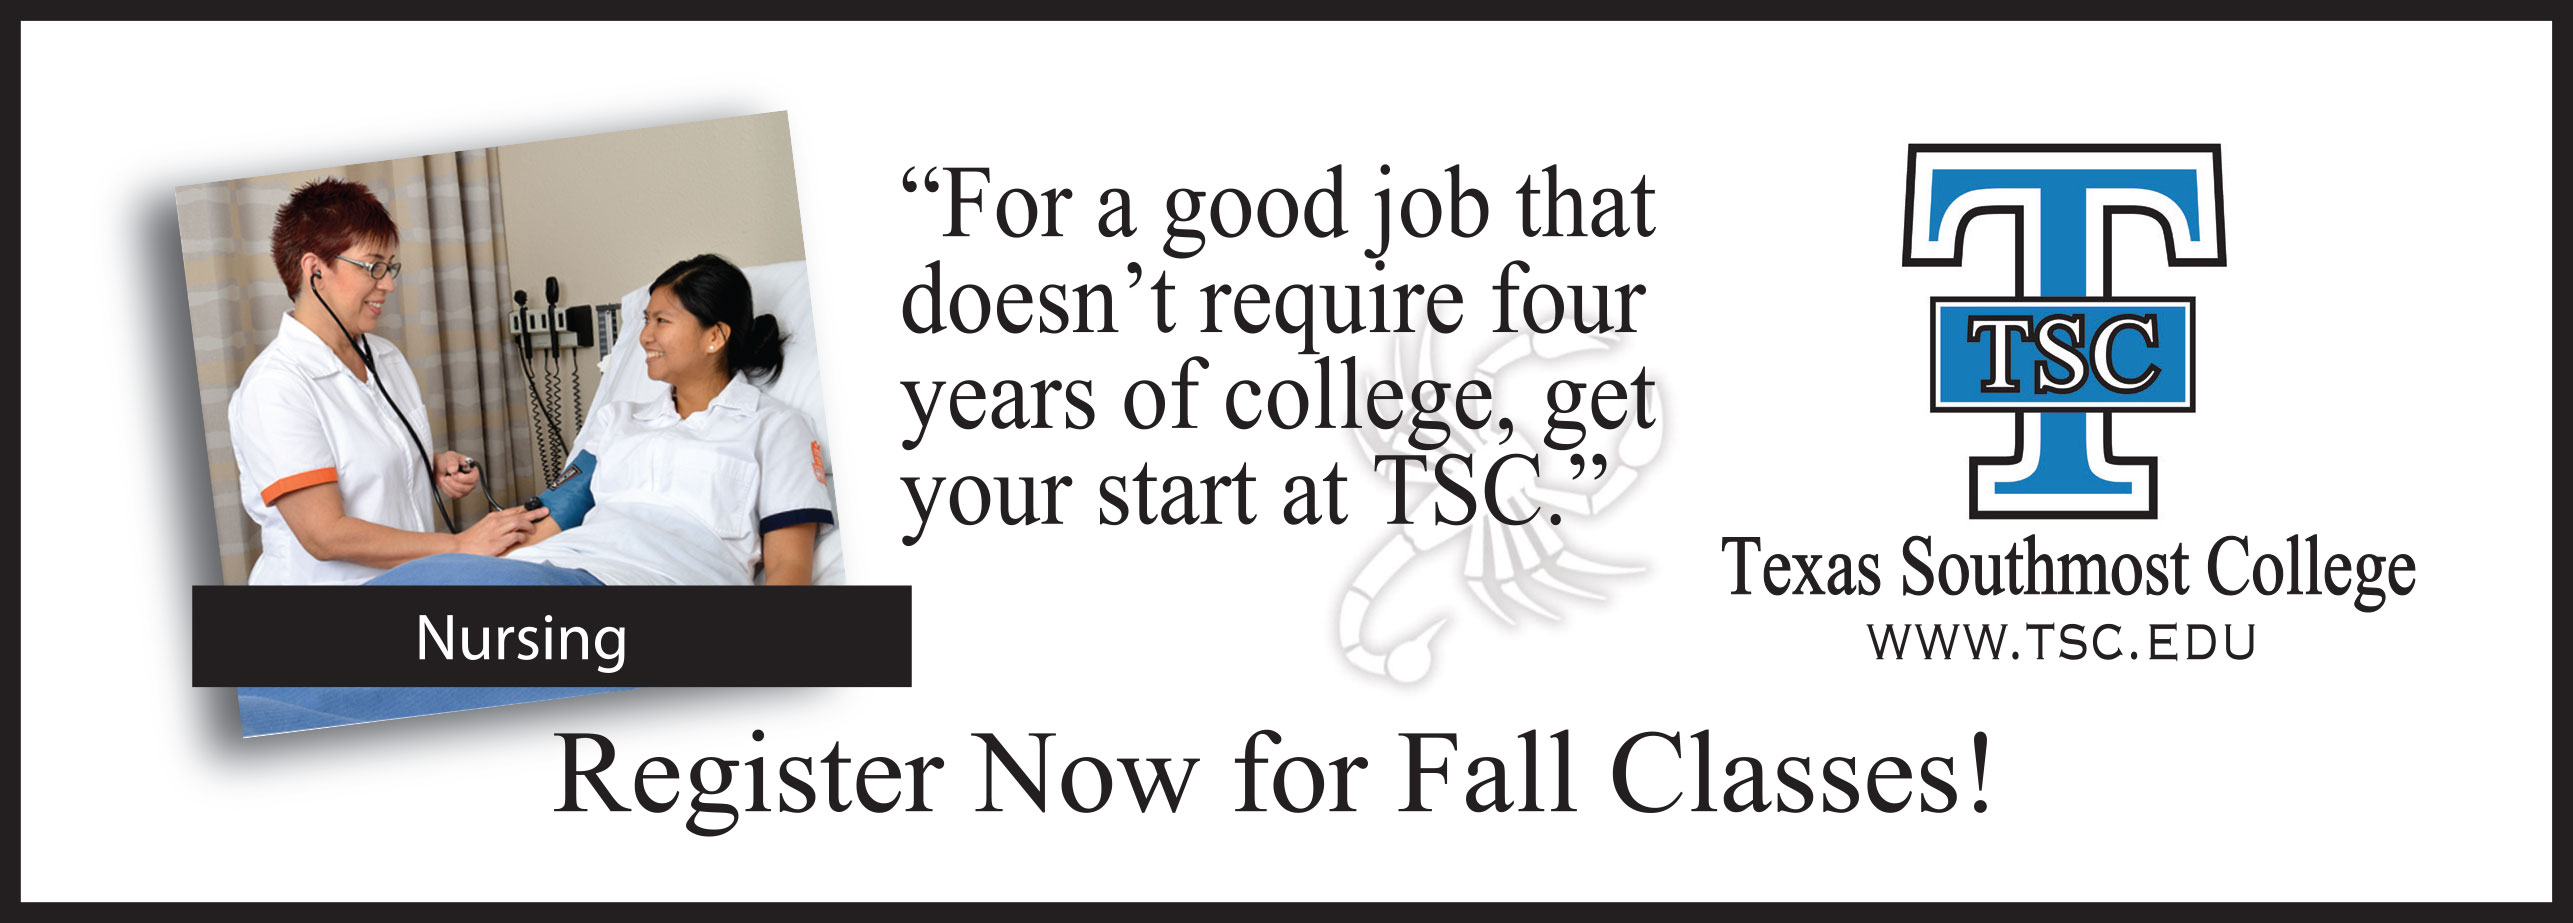 “For a good job that
doesn’t require four
years of college, get
your start at TSC.”
Nursing
TSC
Texas Southmost College
WWW.TSC.EDU
Register Now for Fall Classes!